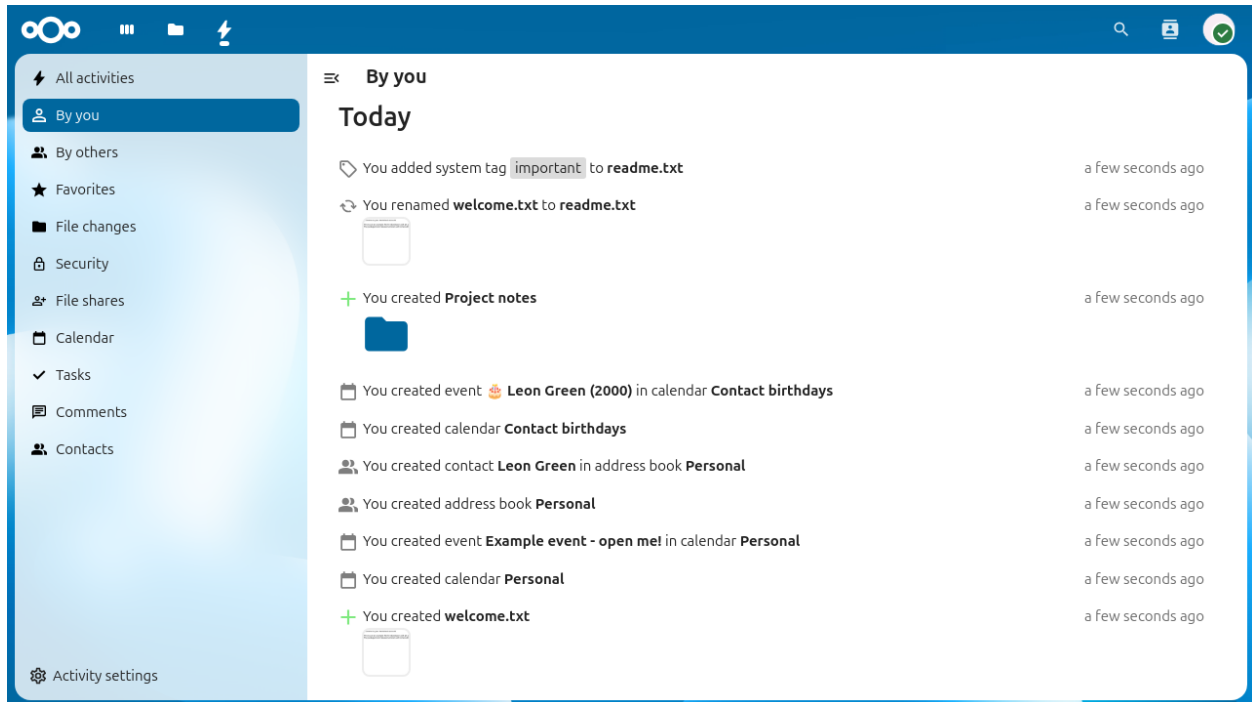 All activities
By you
By others
Favorites
File changes
Security
File shares
Calendar
Tasks
Comments
Contacts
Activity settings
By you
Today
You added system tag important to readme.txt a few seconds ago
You renamed welcome.txt to readme.txt a few seconds ago
You created Project notes a few seconds ago
You created event 🎂 Leon Green (2000) in calendar Contact birthdays a few seconds ago
You created calendar Contact birthdays a few seconds ago
You created contact Leon Green in address book Personal a few seconds ago
You created address book Personal a few seconds ago
You created event Example event - open me! in calendar Personal a few seconds ago
You created calendar Personal a few seconds ago
You created welcome.txt a few seconds ago